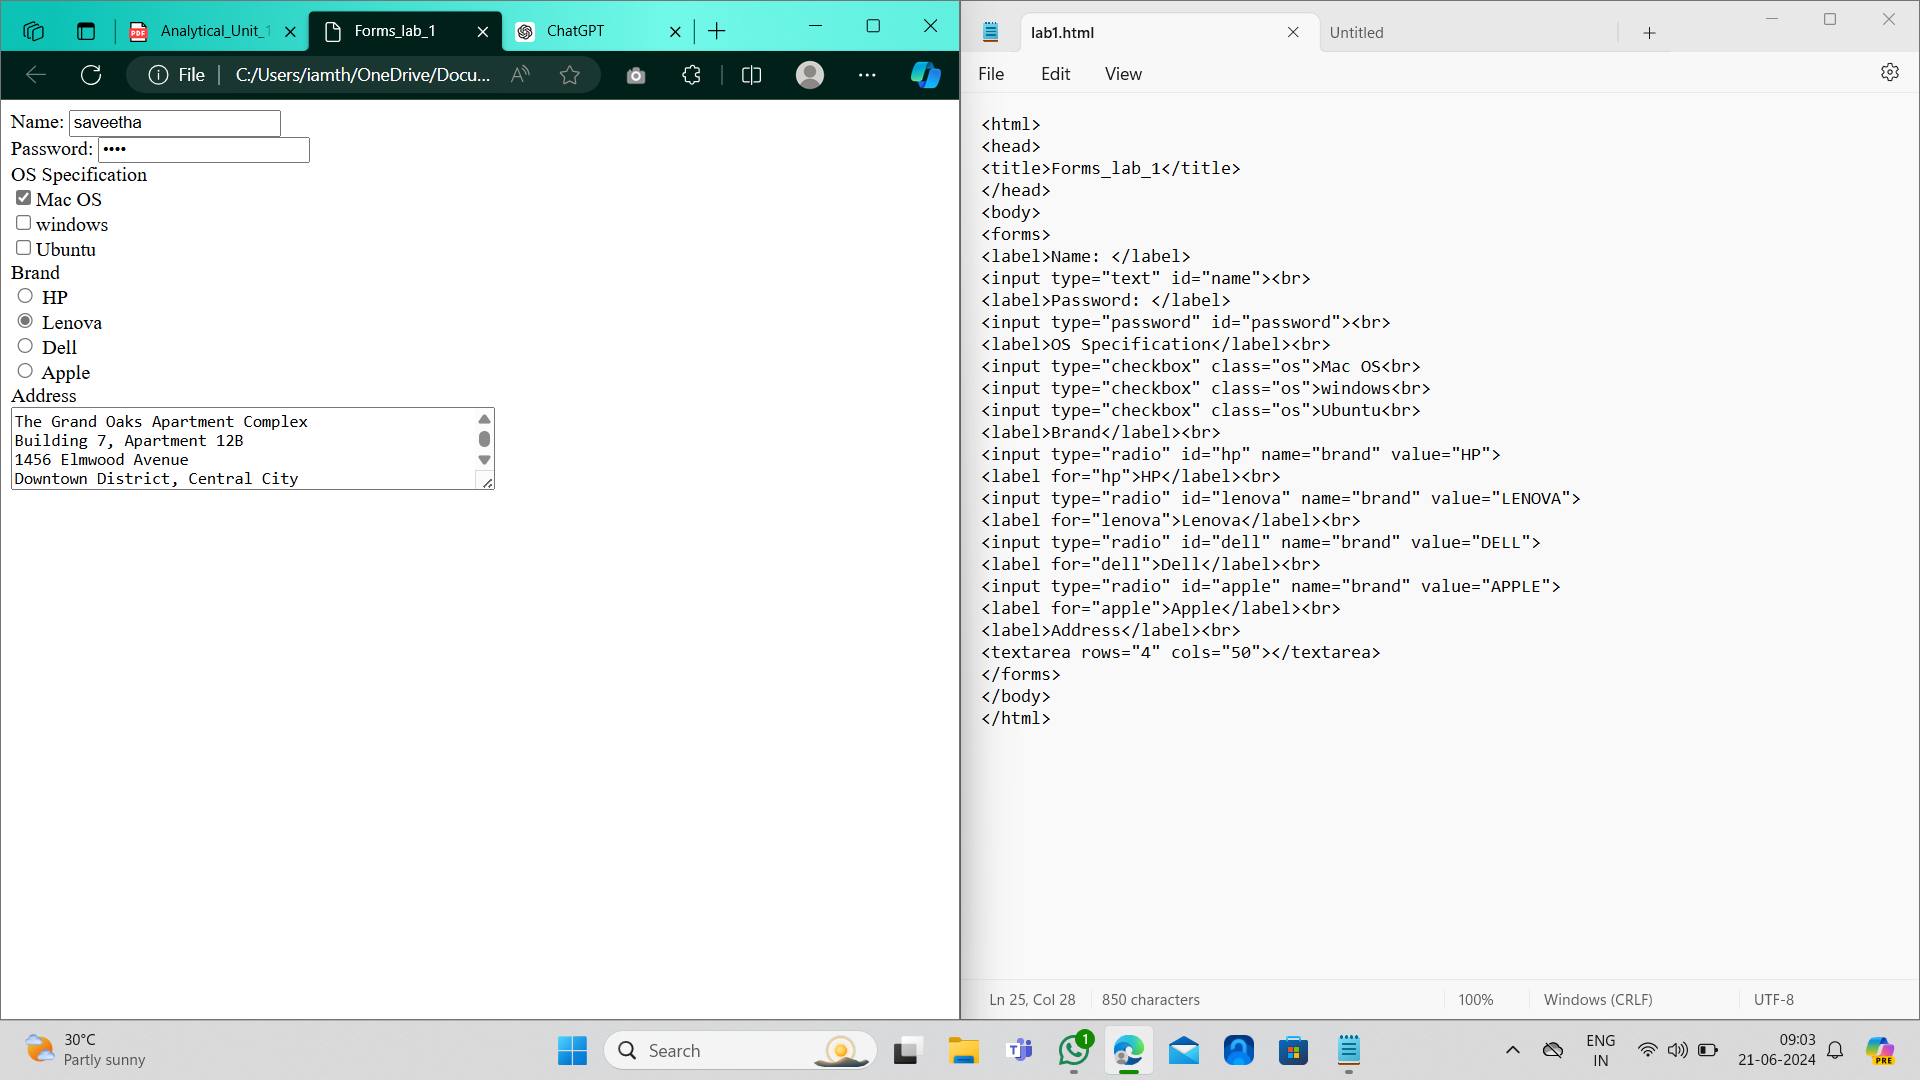 Analytical_Unit_1
Forms_lab_1
ChatGPT
File
C:/Users/iamth/OneDrive/Docu...
Name: saveetha
Password: ••••
OS Specification
Mac OS
windows
Ubuntu
Brand
HP
Lenova
Dell
Apple
Address
The Grand Oaks Apartment Complex
Building 7, Apartment 12B
1456 Elmwood Avenue
Downtown District, Central City
lab1.html
Untitled
File Edit View
<html>
<head>
<title>Forms_lab_1</title>
</head>
<body>
<forms>
<label>Name: </label>
<input type="text" id="name"><br>
<label>Password: </label>
<input type="password" id="password"><br>
<label>OS Specification</label><br>
<input type="checkbox" class="os">Mac OS<br>
<input type="checkbox" class="os">windows<br>
<input type="checkbox" class="os">Ubuntu<br>
<label>Brand</label><br>
<input type="radio" id="hp" name="brand" value="HP">
<label for="hp">HP</label><br>
<input type="radio" id="lenova" name="brand" value="LENOVA">
<label for="lenova">Lenova</label><br>
<input type="radio" id="dell" name="brand" value="DELL">
<label for="dell">Dell</label><br>
<input type="radio" id="apple" name="brand" value="APPLE">
<label for="apple">Apple</label><br>
<label>Address</label><br>
<textarea rows="4" cols="50"></textarea>
</forms>
</body>
</html>
Ln 25, Col 28 850 characters 100% Windows (CRLF) UTF-8
30°C
Partly sunny
Search
1
ENG
IN
09:03
21-06-2024
PRE